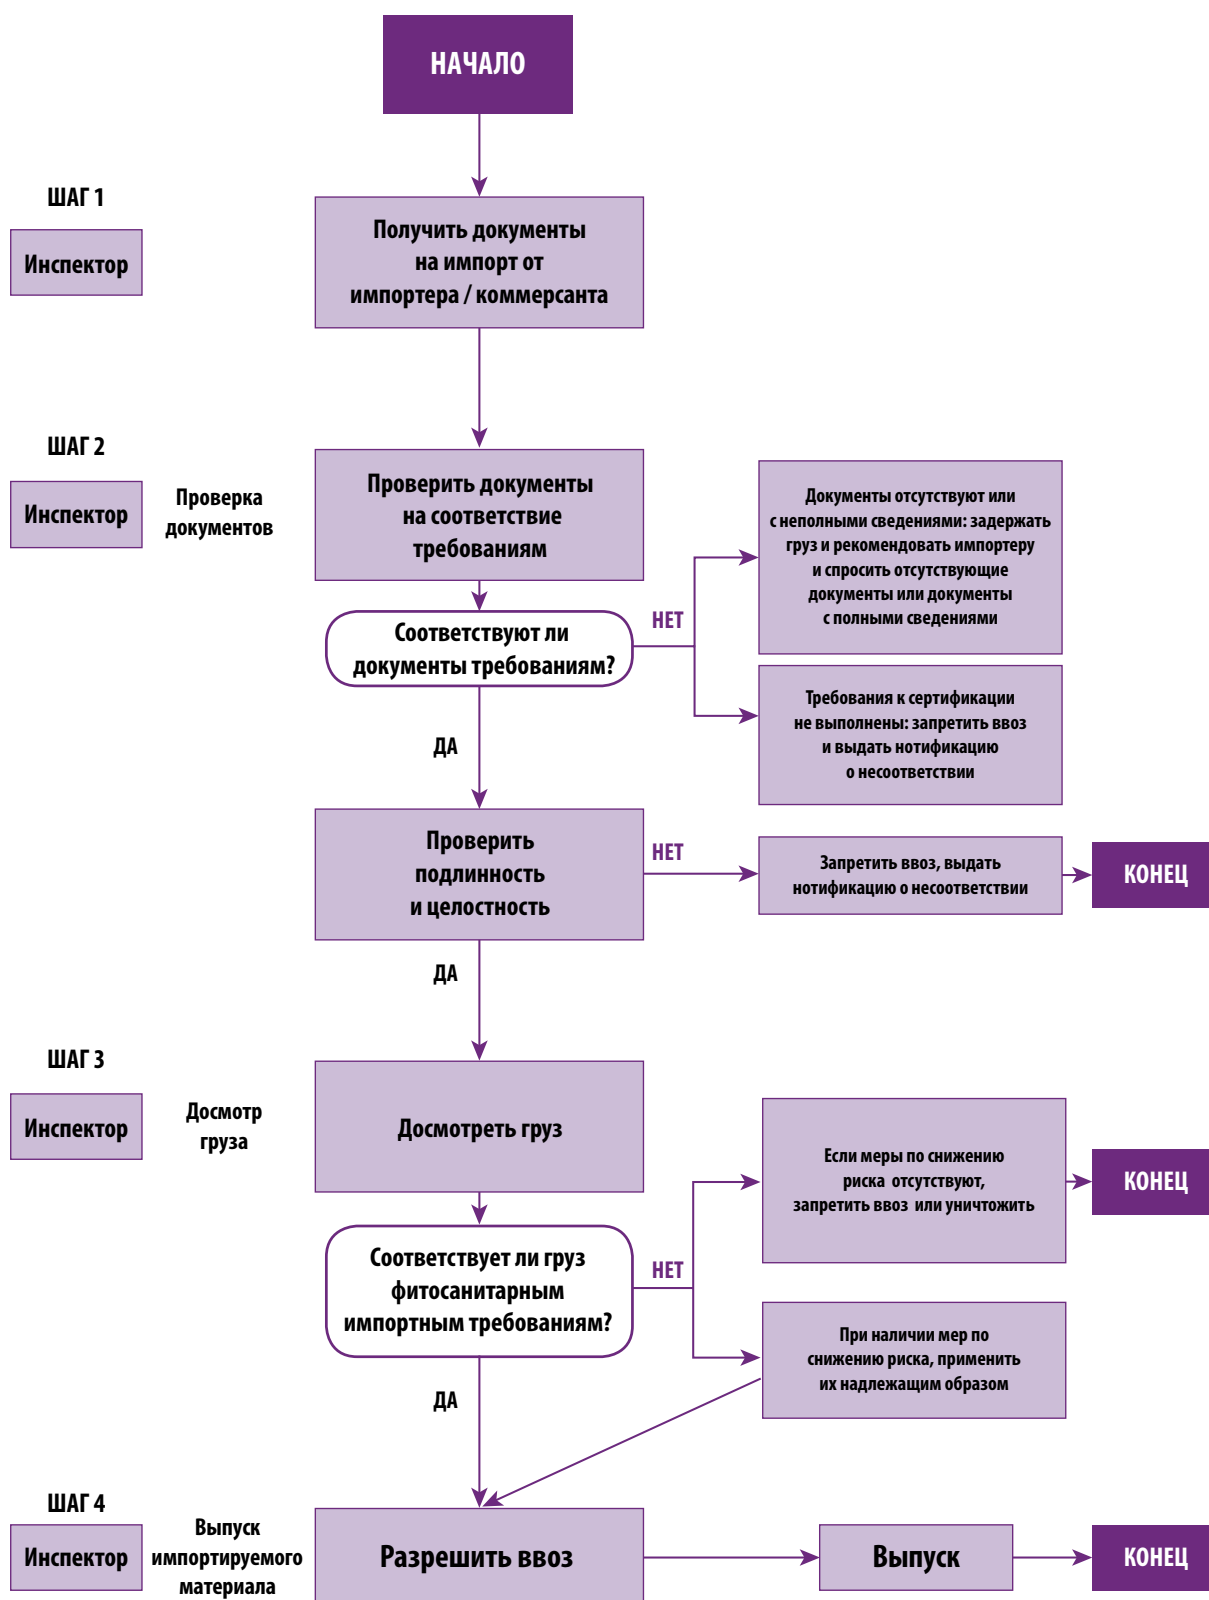 НАЧАЛО
ШАГ 1
Инспектор
Получить документы
на импорт от
импортера / коммерсанта
ШАГ 2
Инспектор
Проверка
документов
Проверить документы
на соответствие
требованиям
Документы отсутствуют или
с неполными сведениями: задержать
груз и рекомендовать импортеру
и спросить отсутствующие
документы или документы
с полными сведениями
Соответствуют ли
документы требованиям?
НЕТ
Требования к сертификации
не выполнены: запретить ввоз
и выдать нотификацию
о несоответствии
ДА
Проверить
подлинность
и целостность
НЕТ
Запретить ввоз, выдать
нотификацию о несоответствии
КОНЕЦ
ДА
ШАГ 3
Инспектор
Досмотр
груза
Досмотреть груз
Если меры по снижению
риска отсутствуют,
запретить ввоз или уничтожить
КОНЕЦ
Соответствует ли груз
фитосанитарным
импортным требованиям?
НЕТ
При наличии мер по
снижению риска, применить
их надлежащим образом
ДА
ШАГ 4
Инспектор
Выпуск
импортируемого
материала
Разрешить ввоз
Выпуск
КОНЕЦ